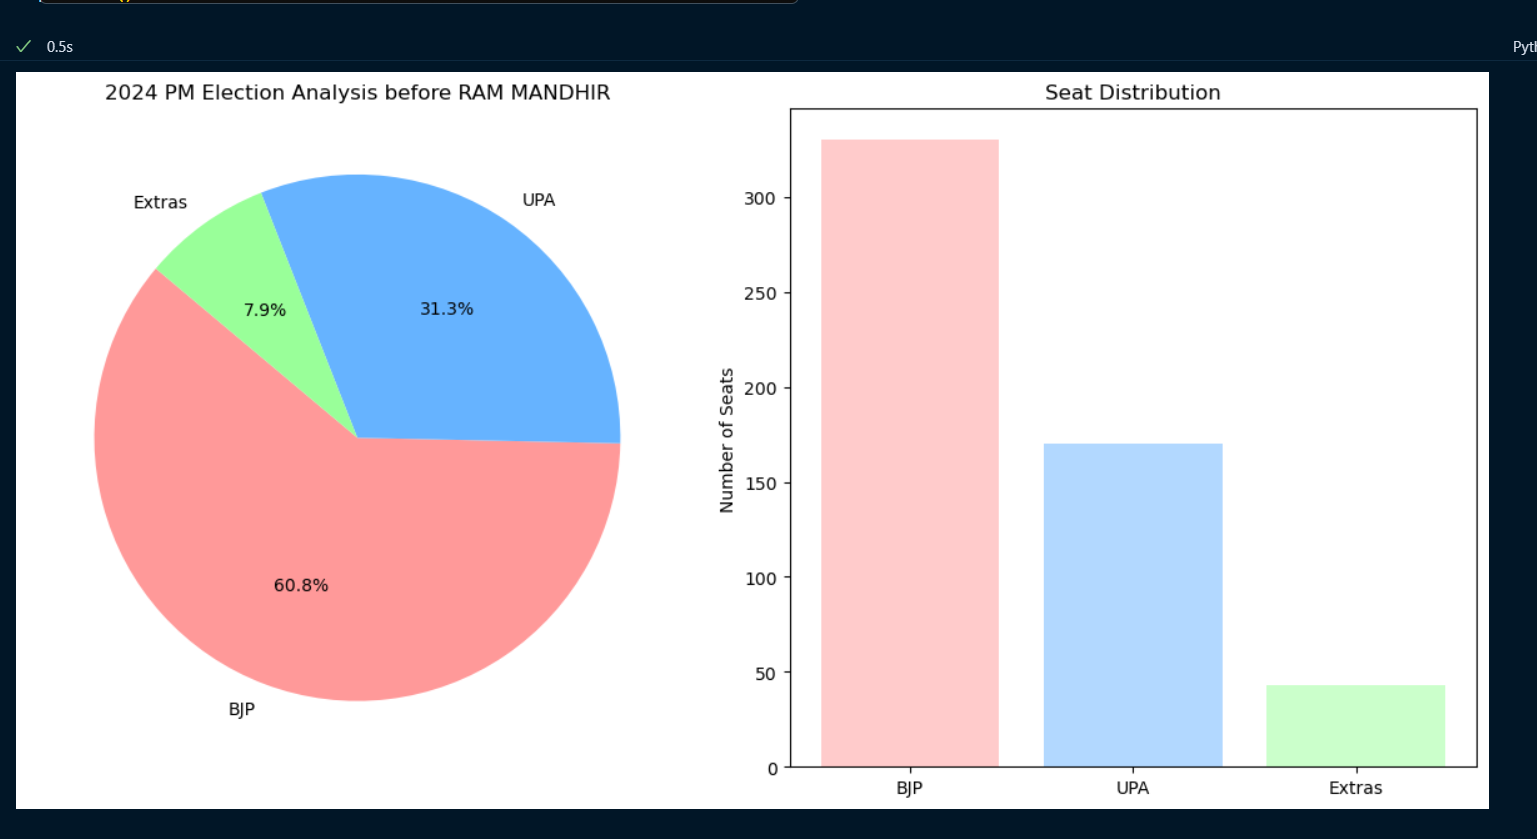 0.5s
2024 PM Election Analysis before RAM MANDHIR
Extras
UPA
7.9%
31.3%
60.8%
BJP
Seat Distribution
Number of Seats
300
250
200
150
100
50
0
BJP
UPA
Extras